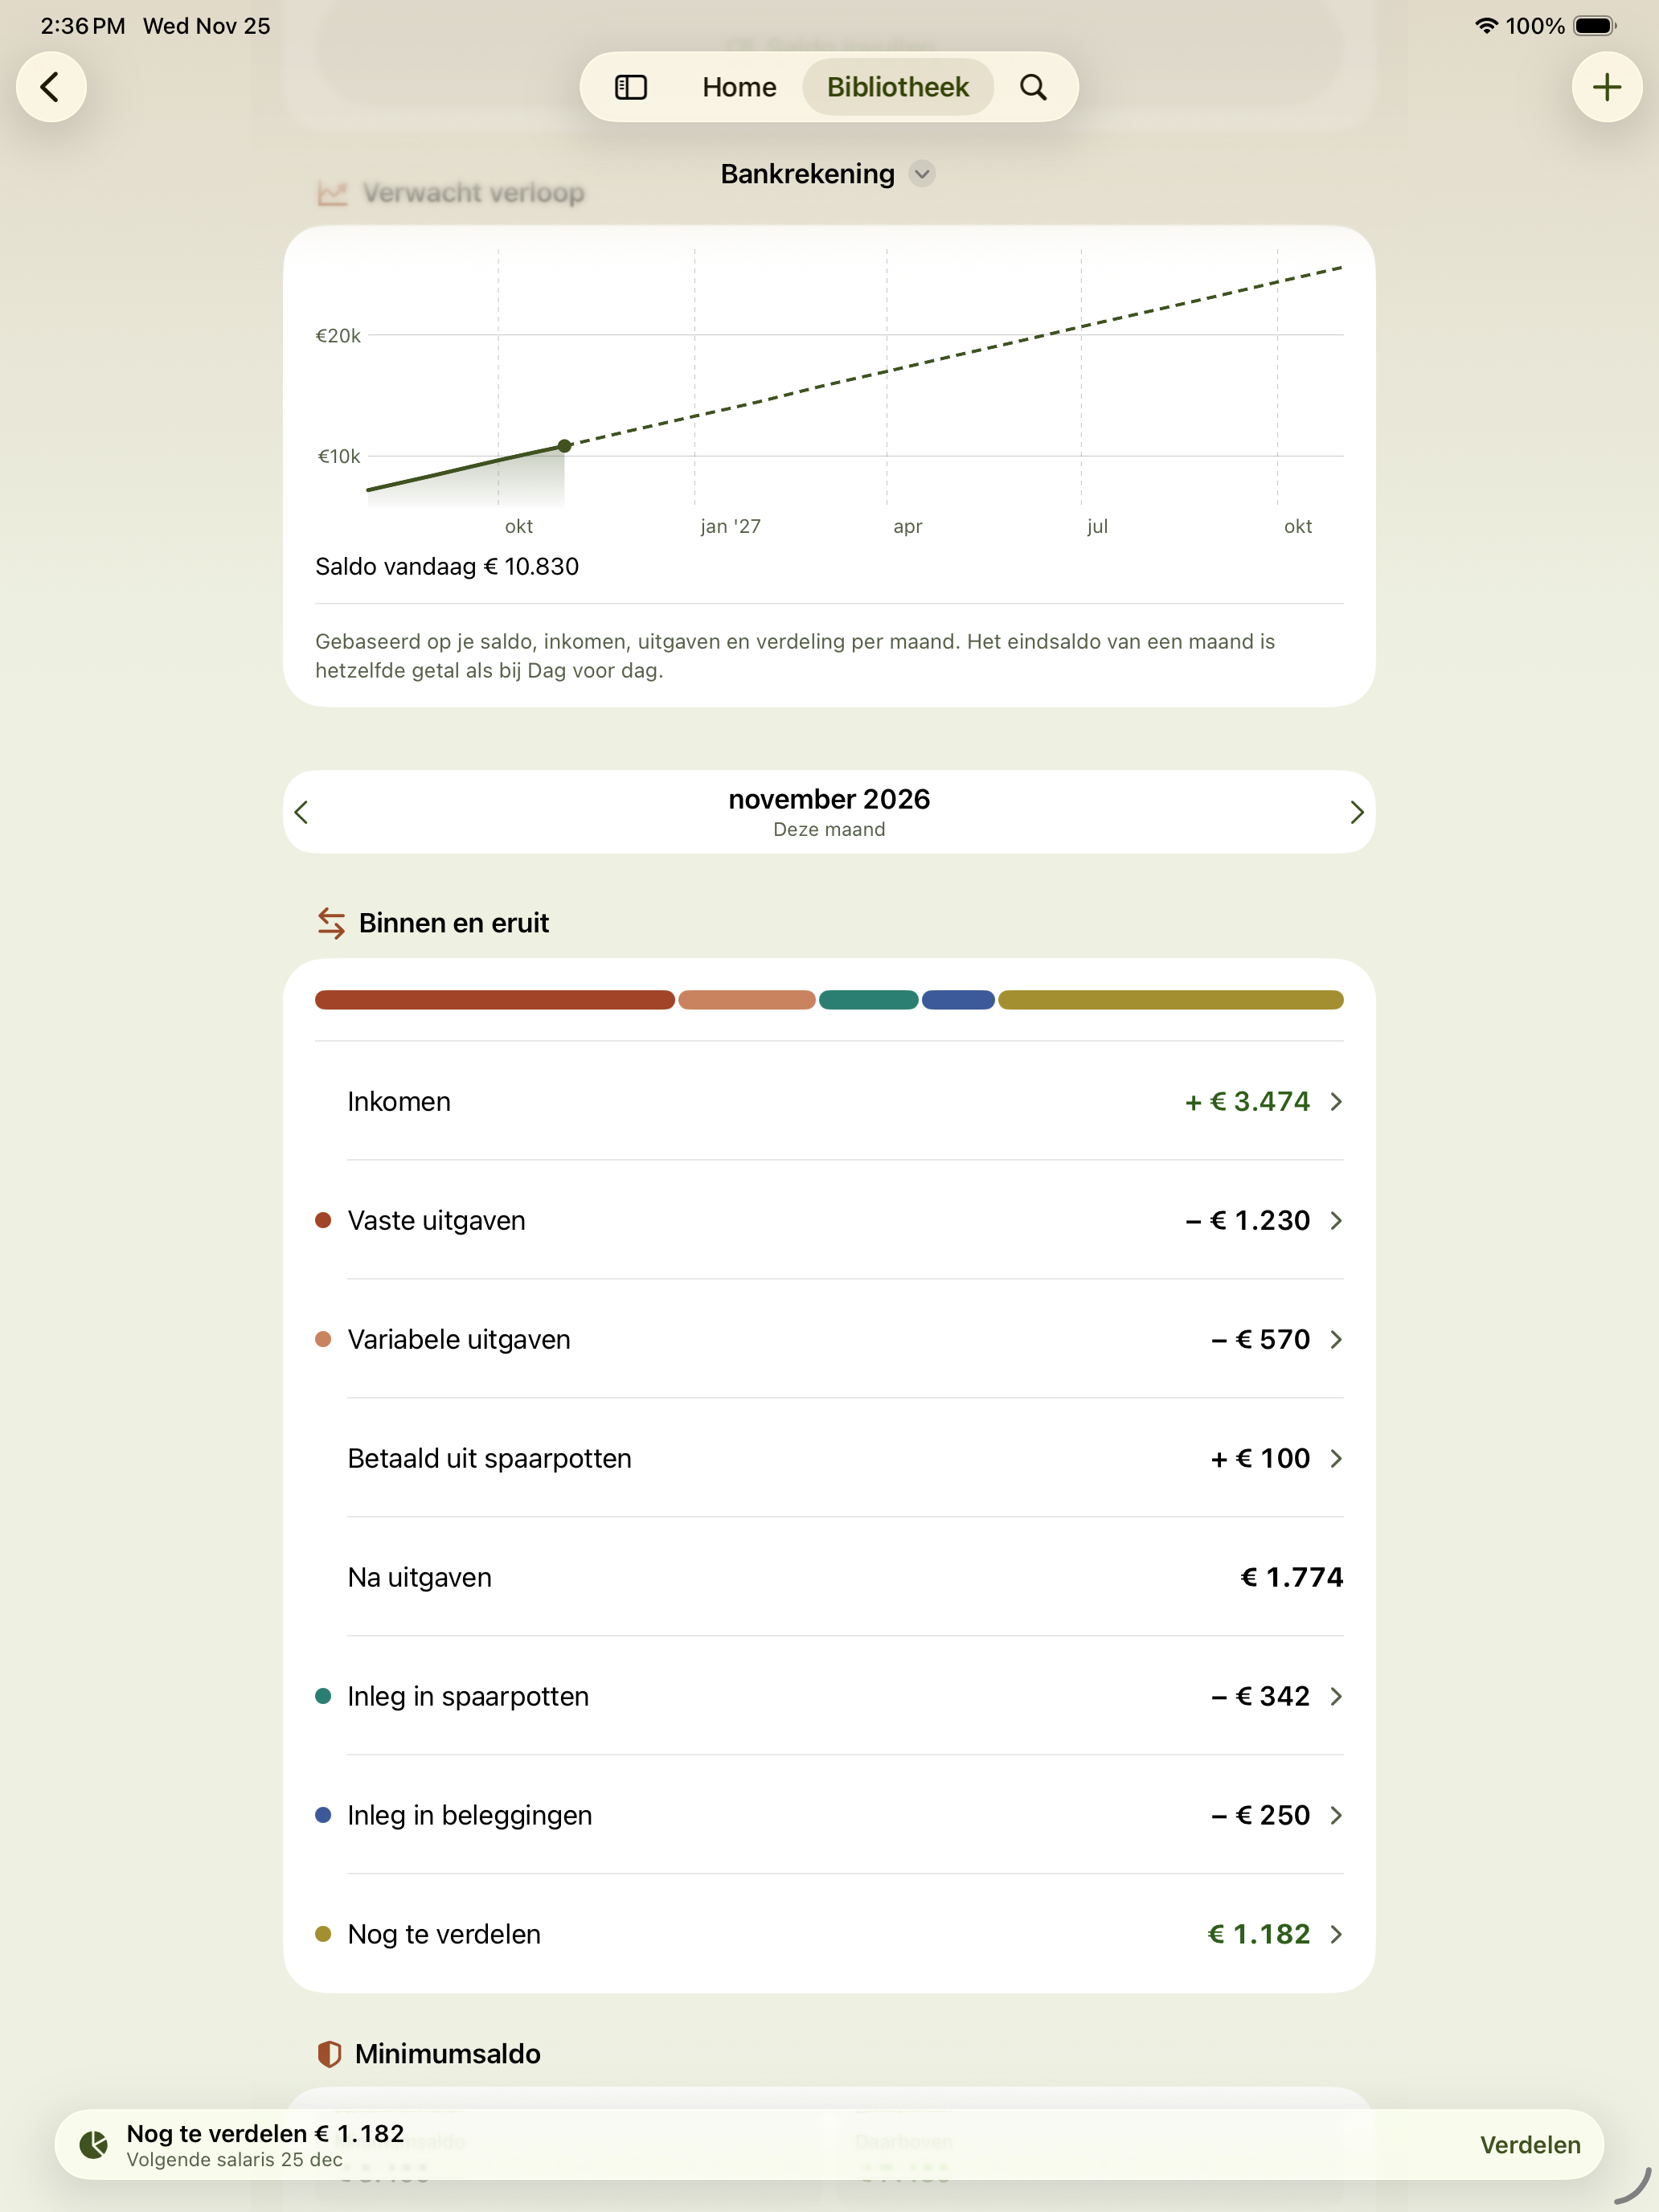 2:36 PM Wed Nov 25
100%
Home
Bibliotheek
Bankrekening
Verwacht verloop
€20k
€10k
okt
jan '27
apr
jul
okt
Saldo vandaag € 10.830
Gebaseerd op je saldo, inkomen, uitgaven en verdeling per maand. Het eindsaldo van een maand is
hetzelfde getal als bij Dag voor dag.
november 2026
Deze maand
Binnen en eruit
Inkomen
+ € 3.474
Vaste uitgaven
– € 1.230
Variabele uitgaven
– € 570
Betaald uit spaarpotten
+ € 100
Na uitgaven
€ 1.774
Inleg in spaarpotten
– € 342
Inleg in beleggingen
– € 250
Nog te verdelen
€ 1.182
Minimumsaldo
Daarboven
Nog te verdelen € 1.182
Volgende salaris 25 dec
Verdelen